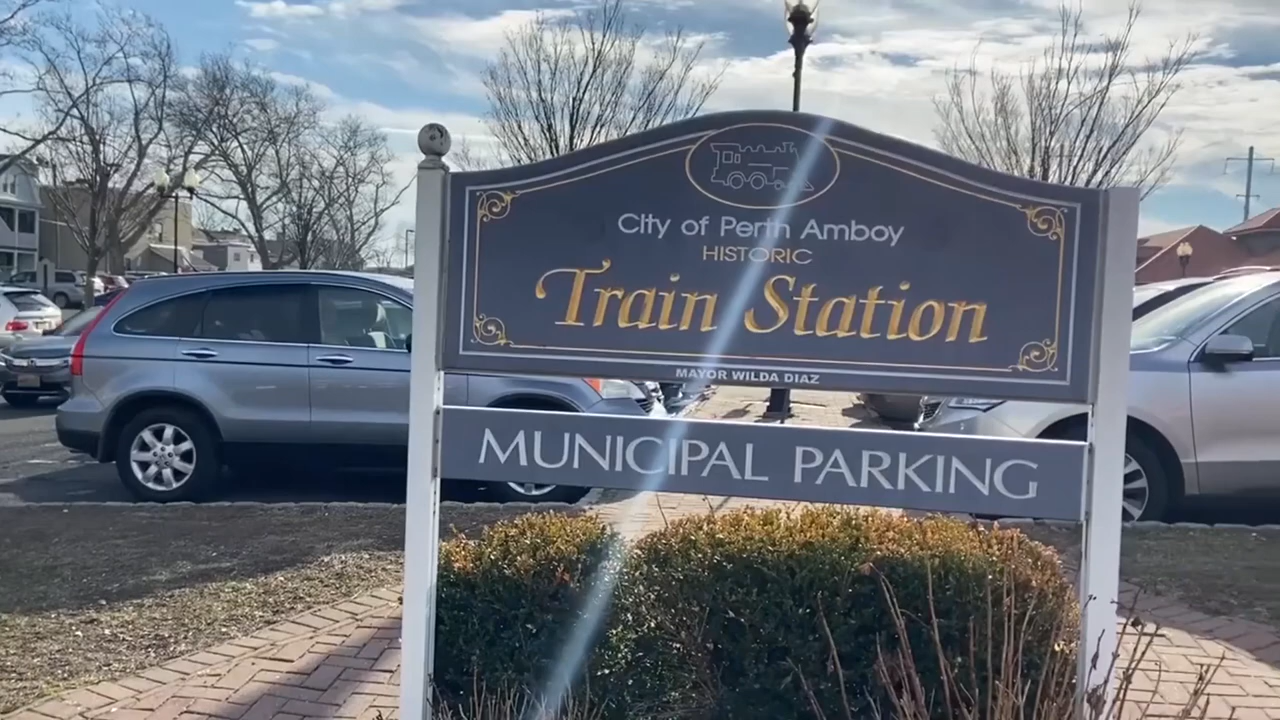 City of Perth Amboy
HISTORIC
Train Station
MAYOR WILDA DIAZ
MUNICIPAL PARKING